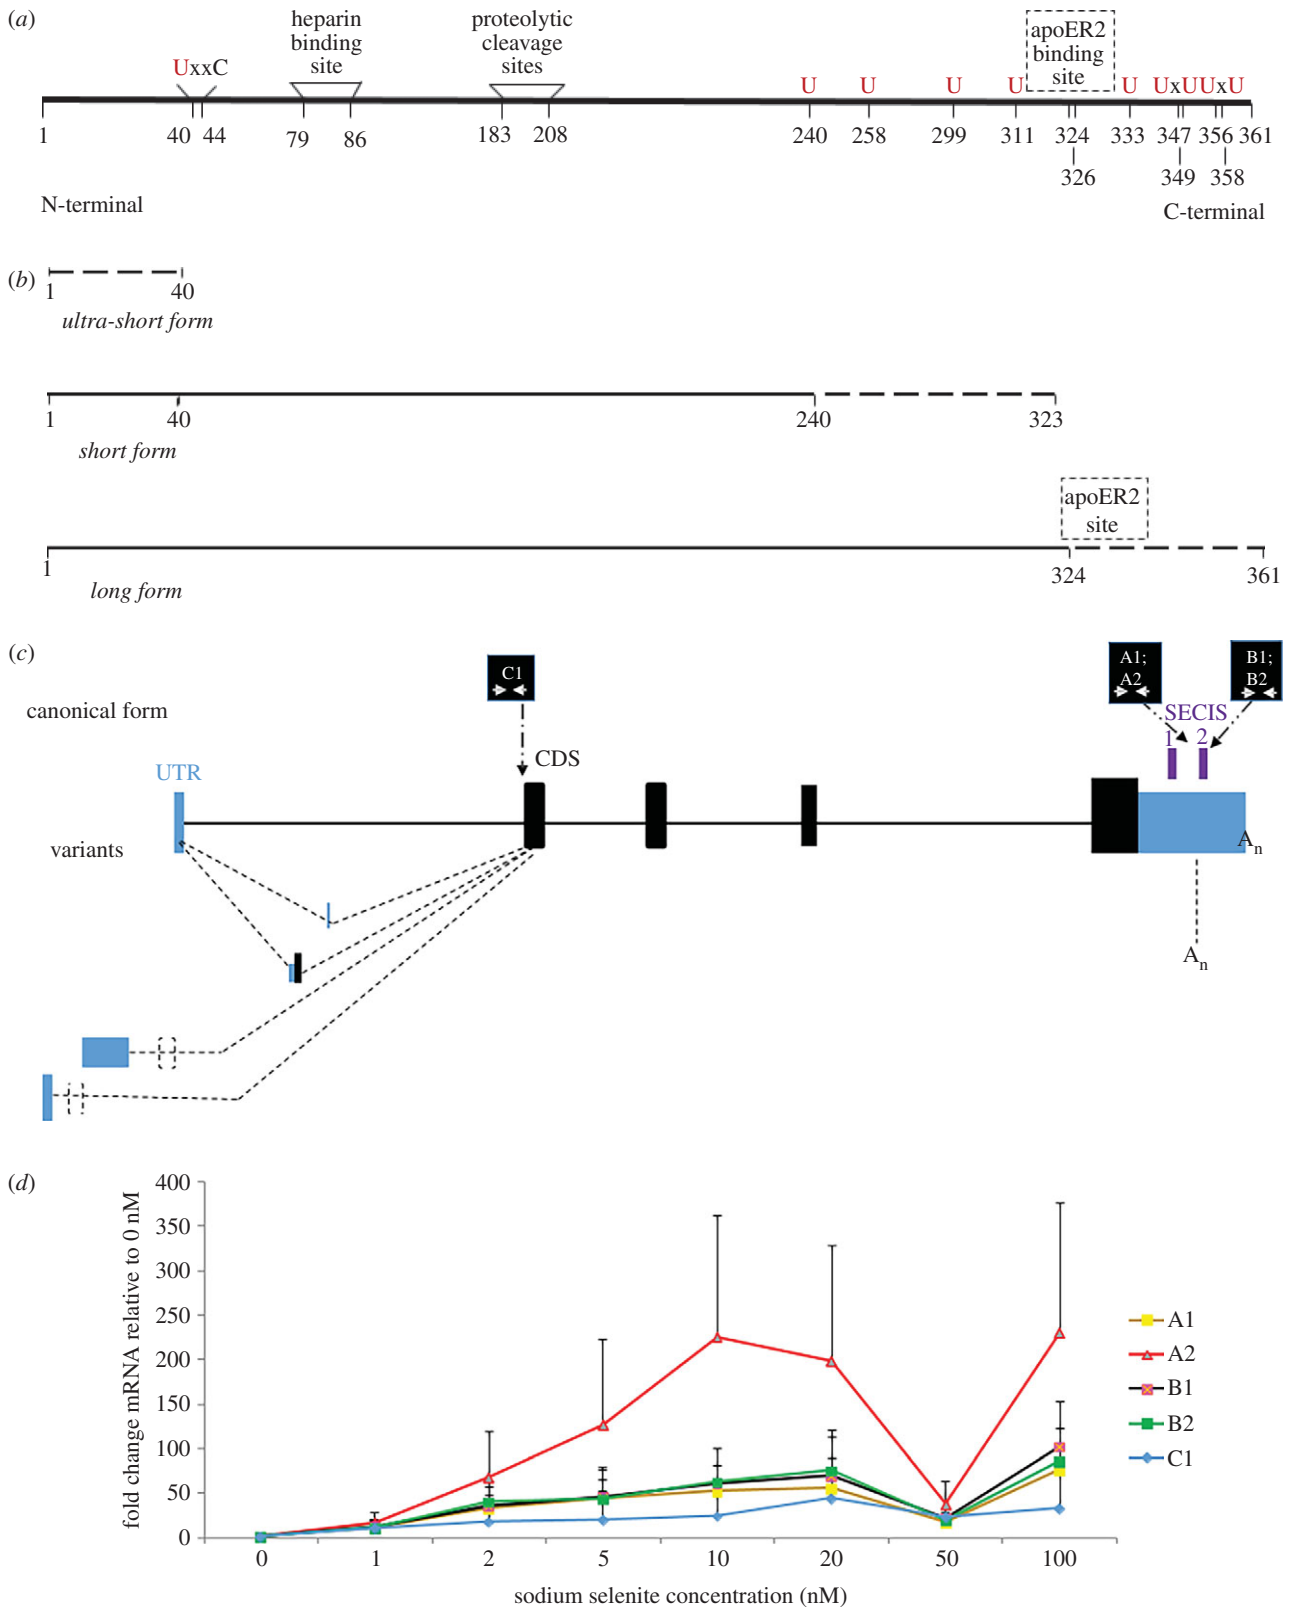 (a)
heparin
binding
site
proteolytic
cleavage
sites
apoER2
binding
site
UxxC
U U U U U UxUUxU
1 40 44 79 86 183 208 240 258 299 311 324 333 347 356 361
326 349 358
N-terminal
C-terminal
(b)
1 40
ultra-short form
1 40 240 323
short form
apoER2
site
1 324 361
long form
(c)
canonical form
C1
A1;
A2
B1;
B2
SECIS
1 2
UTR
CDS
variants
An
An
(d)
fold change mRNA relative to 0 nM
400
350
300
250
200
150
100
50
0
0 1 2 5 10 20 50 100
sodium selenite concentration (nM)
A1
A2
B1
B2
C1